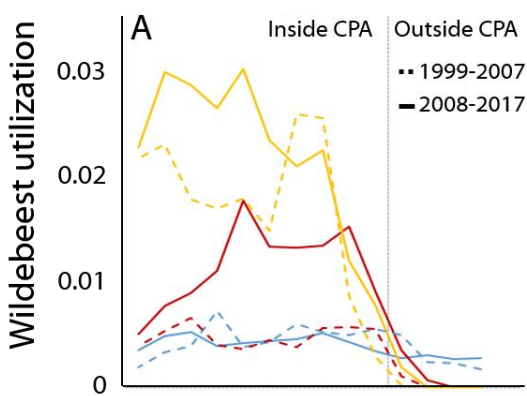 A
Inside CPA
Outside CPA
1999-2007
2008-2017
Wildebeest utilization
0.03
0.02
0.01
0